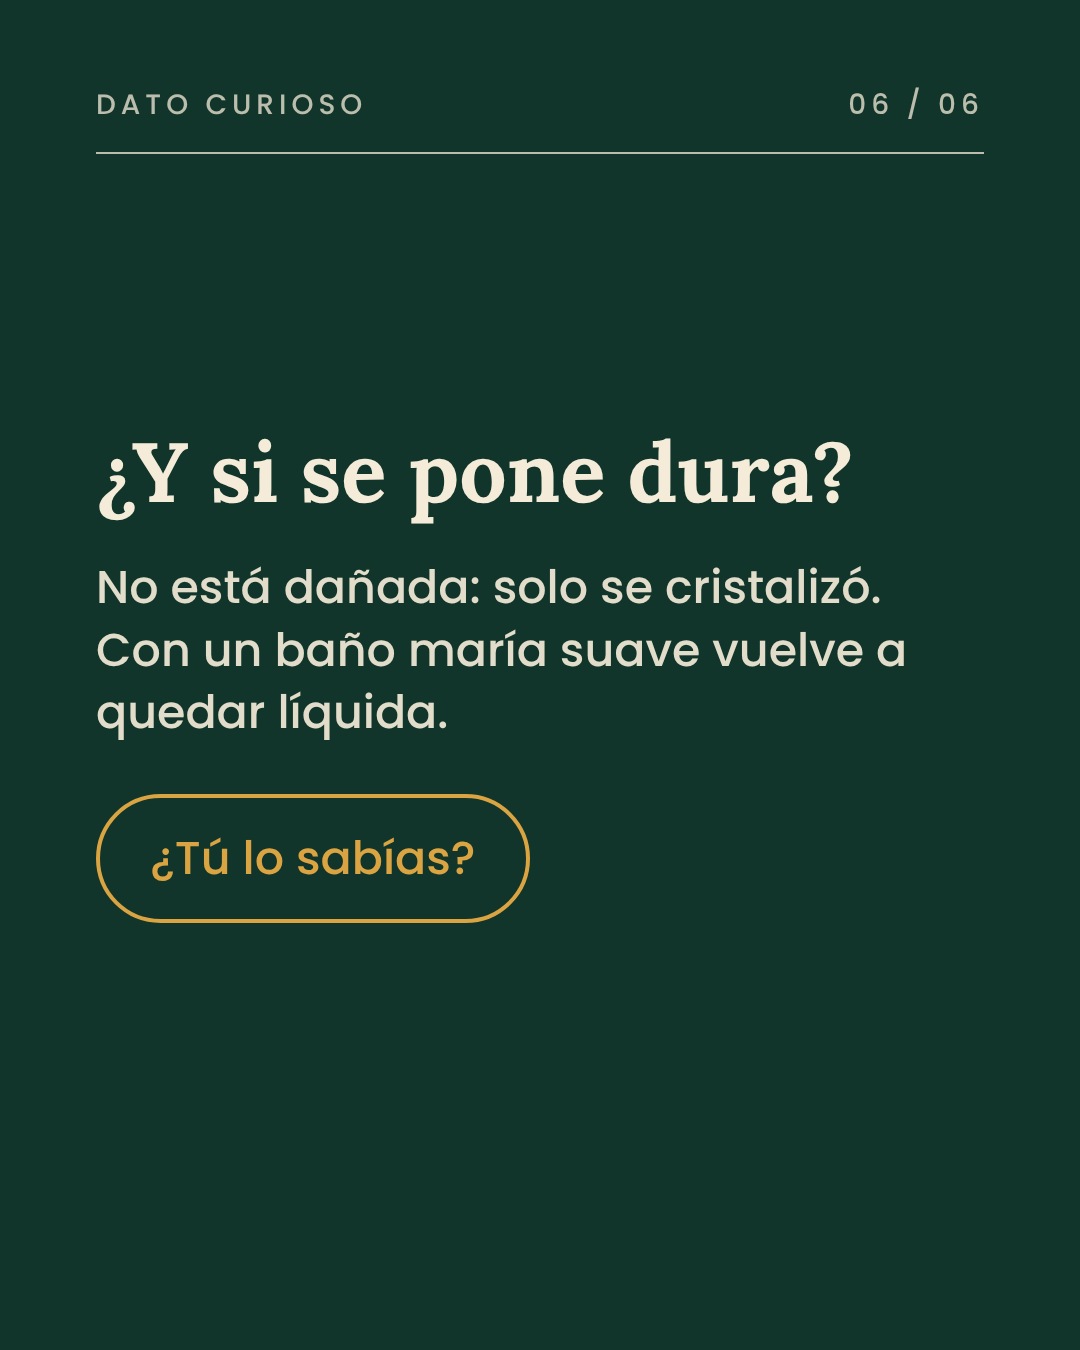 DATO CURIOSO
06 / 06
¿Y si se pone dura?
No está dañada: solo se cristalizó.
Con un baño maría suave vuelve a
quedar líquida.
¿Tú lo sabías?